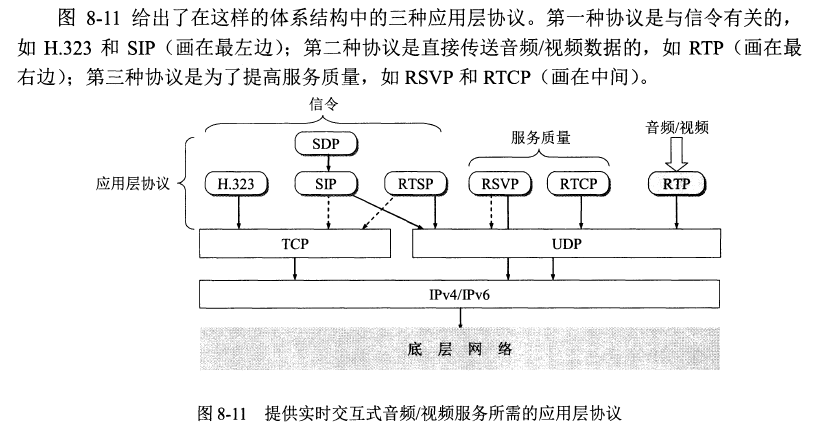 图 8-11 给出了在这样的体系结构中的三种应用层协议。第一种协议是与信令有关的，
如 H.323 和 SIP（画在最左边）；第二种协议是直接传送音频/视频数据的，如 RTP（画在最
右边）；第三种协议是为了提高服务质量，如 RSVP 和 RTCP（画在中间）。
信令
服务质量
音频/视频
SDP
应用层协议
H.323
SIP
RTSP
RSVP
RTCP
RTP
TCP
UDP
IPv4/IPv6
底 层 网 络
图 8-11 提供实时交互式音频/视频服务所需的应用层协议